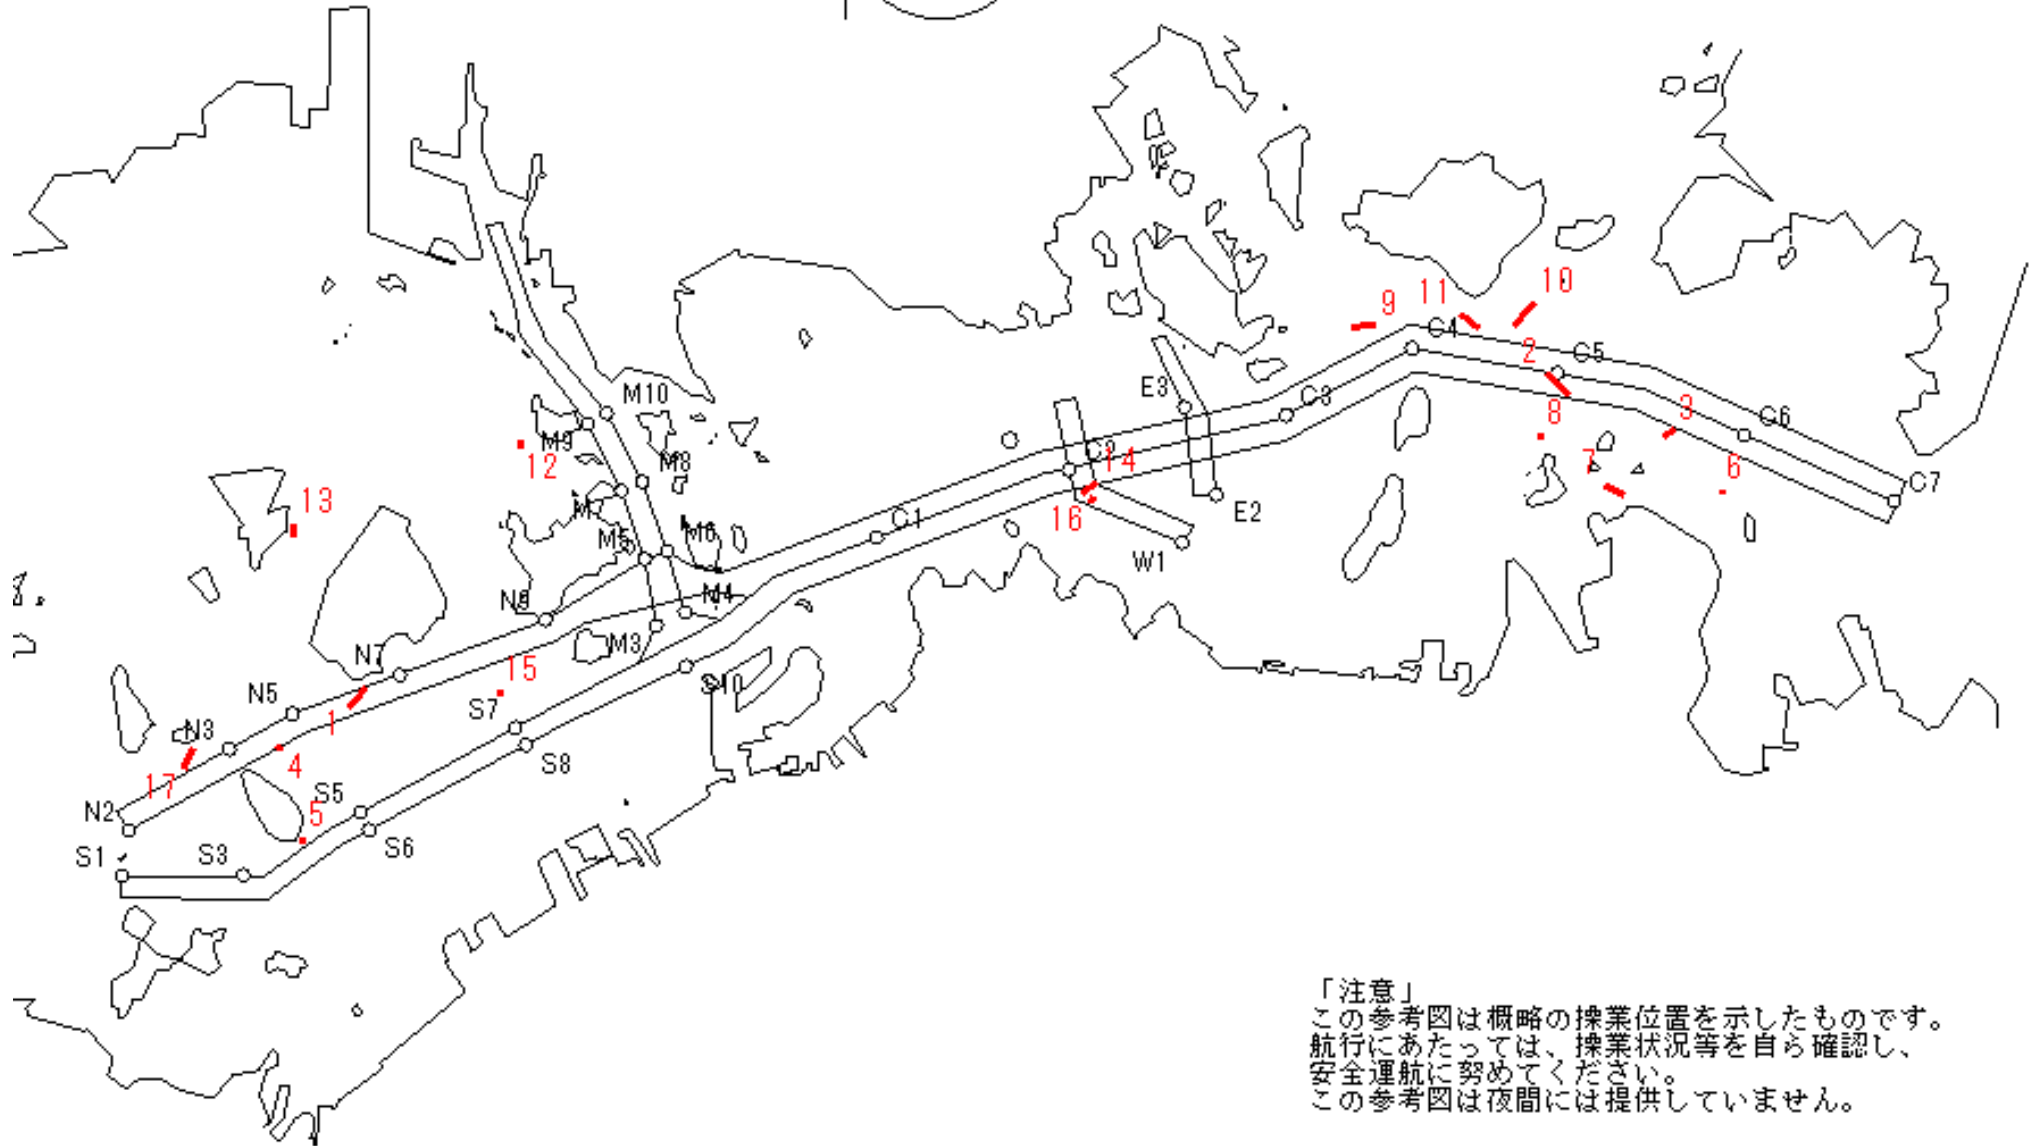 10
11
9
C4
2
C5
E3
M10
C3
8
3
C6
M9
12
M8
C2
14
7
6
C7
13
M7
16
E2
C1
M5
M6
W1
N9
M4
M3
N7
15
S10
N5
S7
1
N3
4
S8
17
S5
5
N2
S6
S1
S3
「注意」
この参考図は概略の操業位置を示したものです。
航行にあたっては、操業状況等を自ら確認し、
安全運航に努めてください。
この参考図は夜間には提供していません。